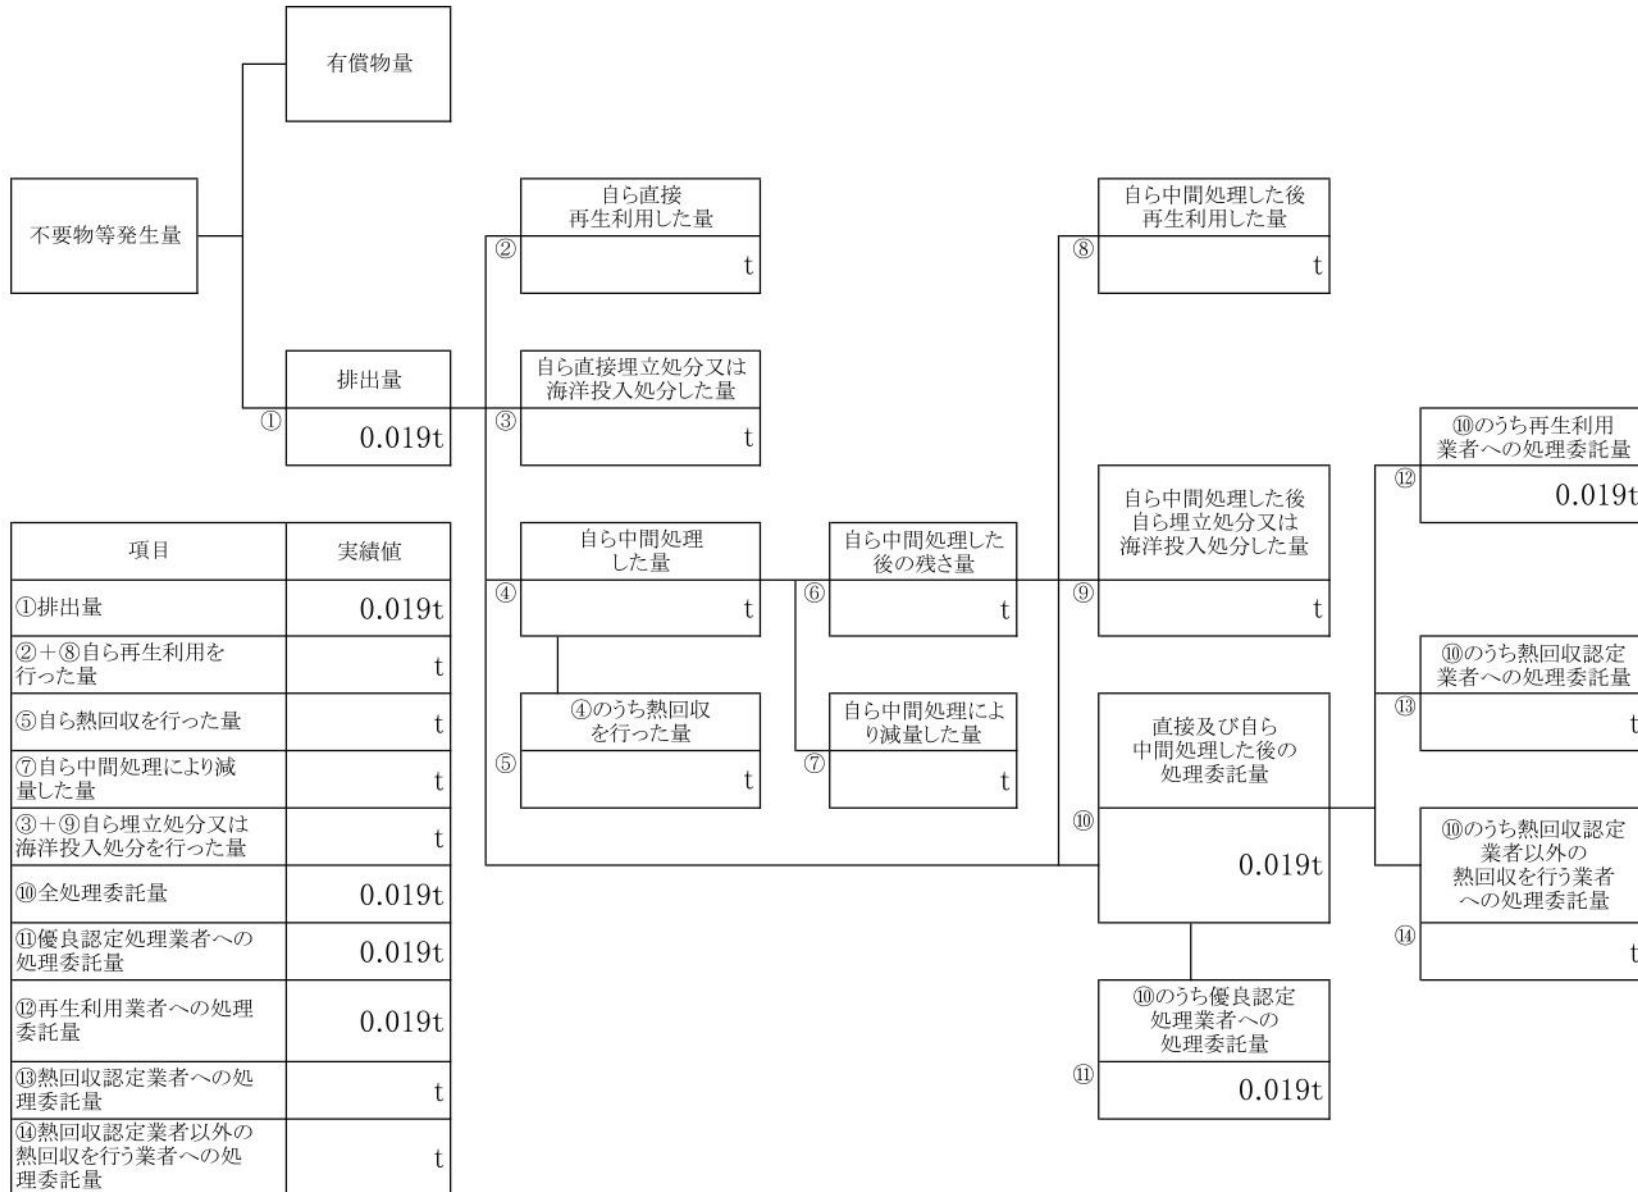 有償物量
不要物等発生量
自ら直接
再生利用した量
②
t
自ら中間処理した後
再生利用した量
⑧
t
排出量
①
0.019t
自ら直接埋立処分又は
海洋投入処分した量
③
t
⑩のうち再生利用
業者への処理委託量
⑫
0.019t
自ら中間処理
した量
④
t
自ら中間処理した
後の残さ量
⑥
t
自ら中間処理した後
自ら埋立処分又は
海洋投入処分した量
⑨
t
⑩のうち熱回収認定
業者への処理委託量
⑬
t
④のうち熱回収
を行った量
⑤
t
自ら中間処理によ
り減量した量
⑦
t
直接及び自ら
中間処理した後の
処理委託量
⑩
0.019t
⑩のうち熱回収認定
業者以外の
熱回収を行う業者
への処理委託量
⑭
t
⑩のうち優良認定
処理業者への
処理委託量
⑪
0.019t
項目 実績値
①排出量 0.019t
②+⑧自ら再生利用を
行った量 t
⑤自ら熱回収を行った量 t
⑦自ら中間処理により減
量した量 t
③+⑨自ら埋立処分又は
海洋投入処分を行った量 t
⑩全処理委託量 0.019t
⑪優良認定処理業者への
処理委託量 0.019t
⑫再生利用業者への処理
委託量 0.019t
⑬熱回収認定業者への処
理委託量 t
⑭熱回収認定業者以外の
熱回収を行う業者への処
理委託量 t